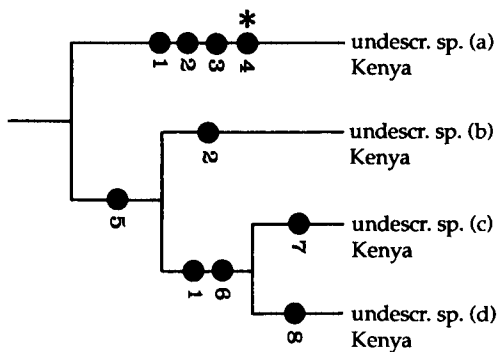 *
1 2 3 4
undescr. sp. (a)
Kenya
2
undescr. sp. (b)
Kenya
5
7
undescr. sp. (c)
Kenya
1 6
8
undescr. sp. (d)
Kenya